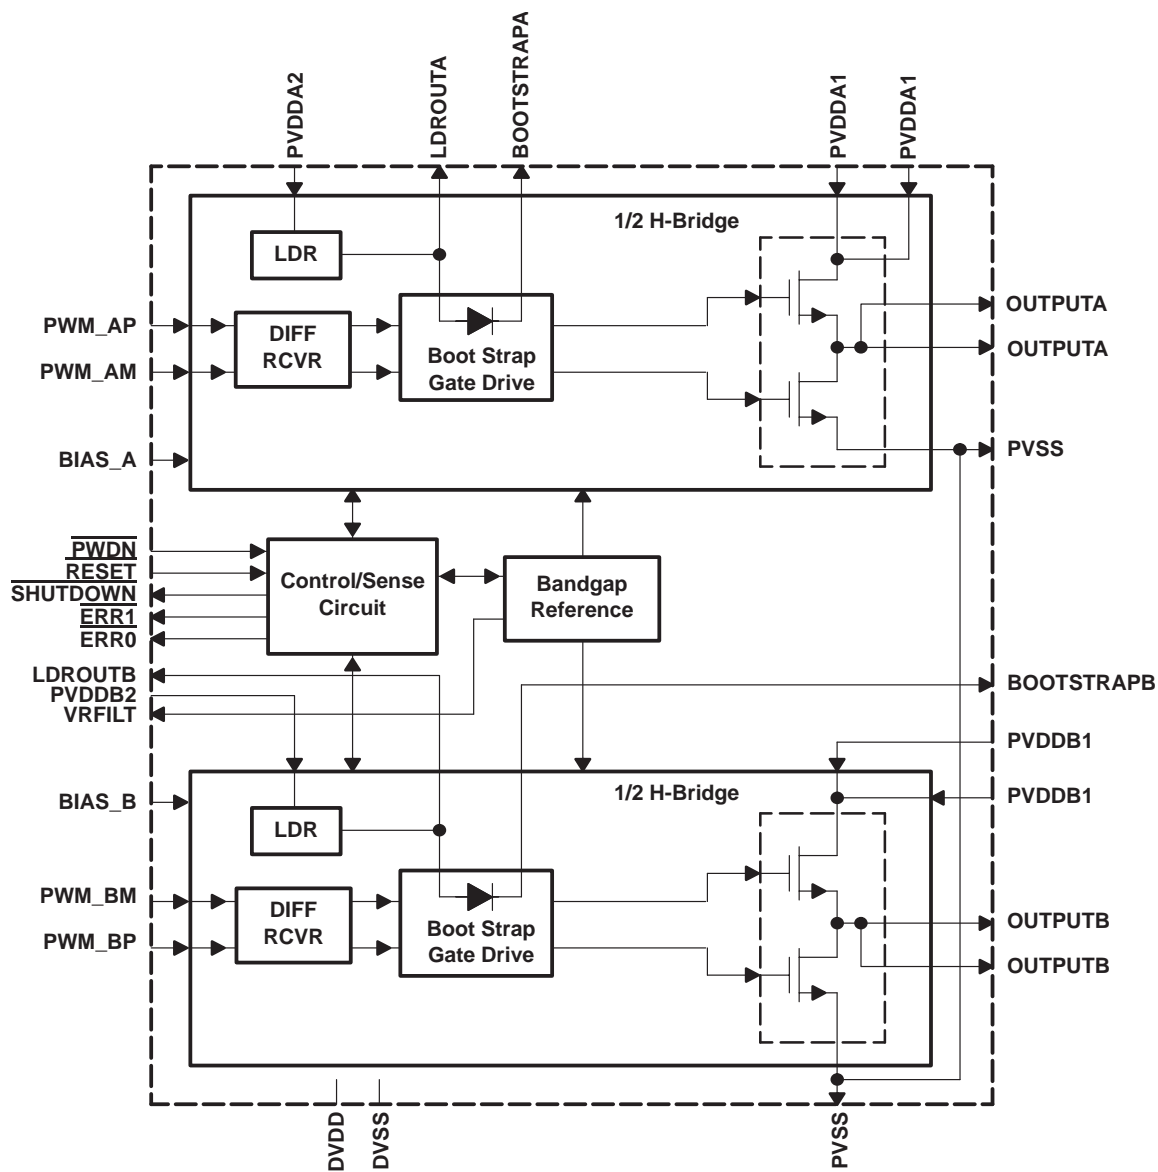 PVDDA2
LDROUTA
BOOTSTRAPA
PVDDA1
PVDDA1
1/2 H-Bridge
LDR
OUTPUTA
PWM_AP
DIFF
RCVR
Boot Strap
Gate Drive
OUTPUTA
PWM_AM
BIAS_A
PVSS
PWDN
RESET
SHUTDOWN
ERR1
ERR0
Control/Sense
Circuit
Bandgap
Reference
LDROUTB
PVDDB2
VRFILT
BOOTSTRAPB
PVDDB1
1/2 H-Bridge
PVDDB1
BIAS_B
LDR
PWM_BM
DIFF
RCVR
Boot Strap
Gate Drive
OUTPUTB
PWM_BP
OUTPUTB
DVDD
DVSS
PVSS